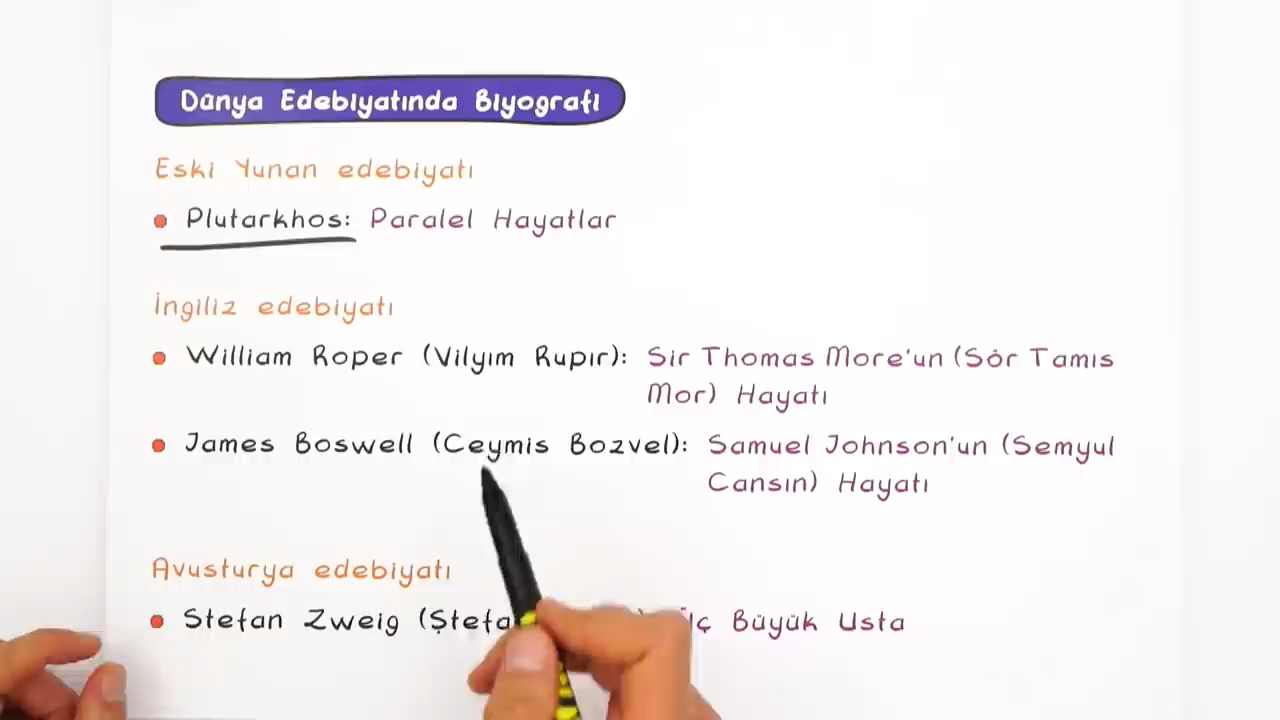 Dünya Edebiyatında Biyografi
Eski Yunan edebiyatı
• Plutarkhos: Paralel Hayatlar
İngiliz edebiyatı
• William Roper (Vilyım Rupır): Sir Thomas More'un (Sör Tamıs
Mor) Hayatı
• James Boswell (Ceymis Bozvel): Samuel Johnson'un (Semyul
Cansın) Hayatı
Avusturya edebiyatı
• Stefan Zweig Büyük Usta